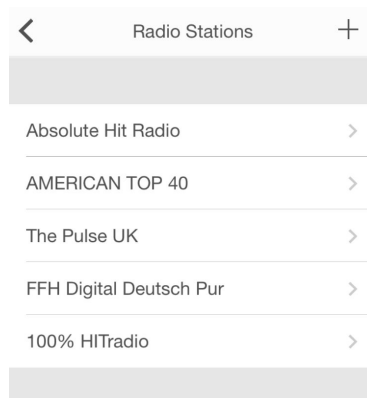 Radio Stations
Absolute Hit Radio
AMERICAN TOP 40
The Pulse UK
FFH Digital Deutsch Pur
100% HITradio